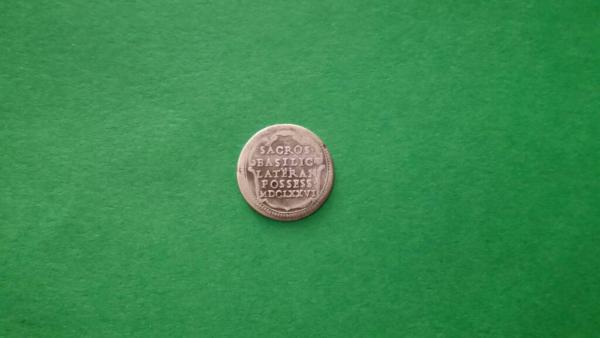 SACROS
BASILIC
LATERAN
POSSESS
MDCLXXVI